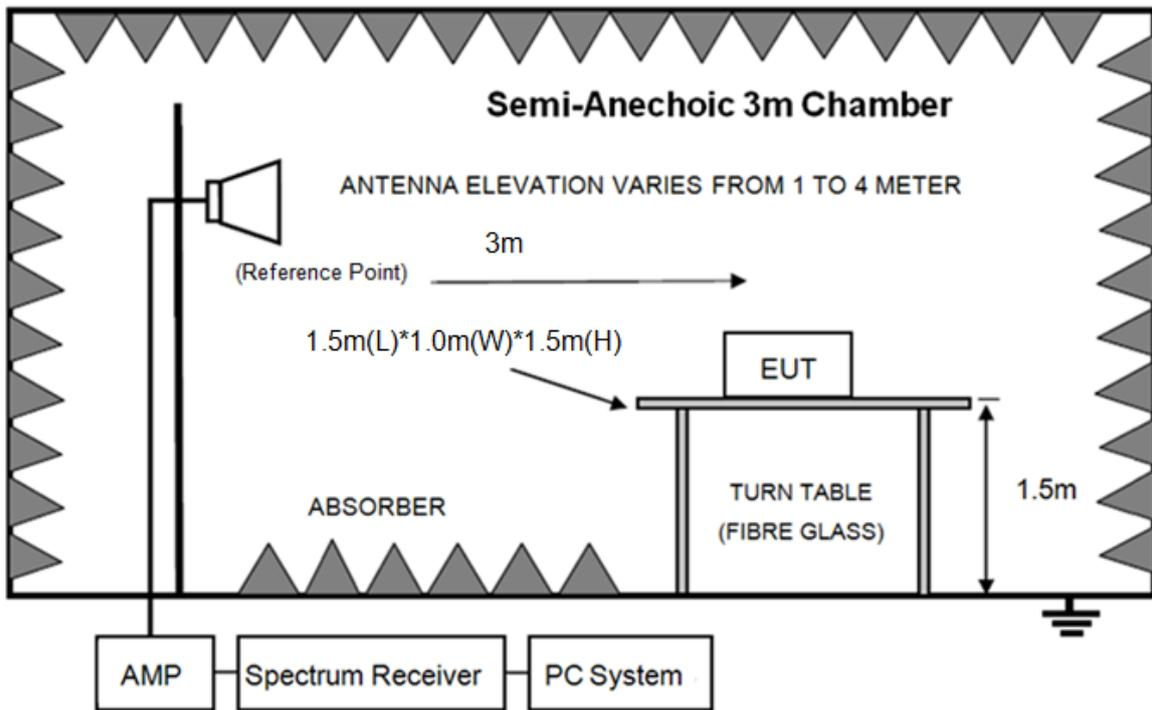 Semi-Anechoic 3m Chamber
ANTENNA ELEVATION VARIES FROM 1 TO 4 METER
3m
(Reference Point)
1.5m(L)*1.0m(W)*1.5m(H)
EUT
TURN TABLE
(FIBRE GLASS)
1.5m
ABSORBER
AMP
Spectrum Receiver
PC System